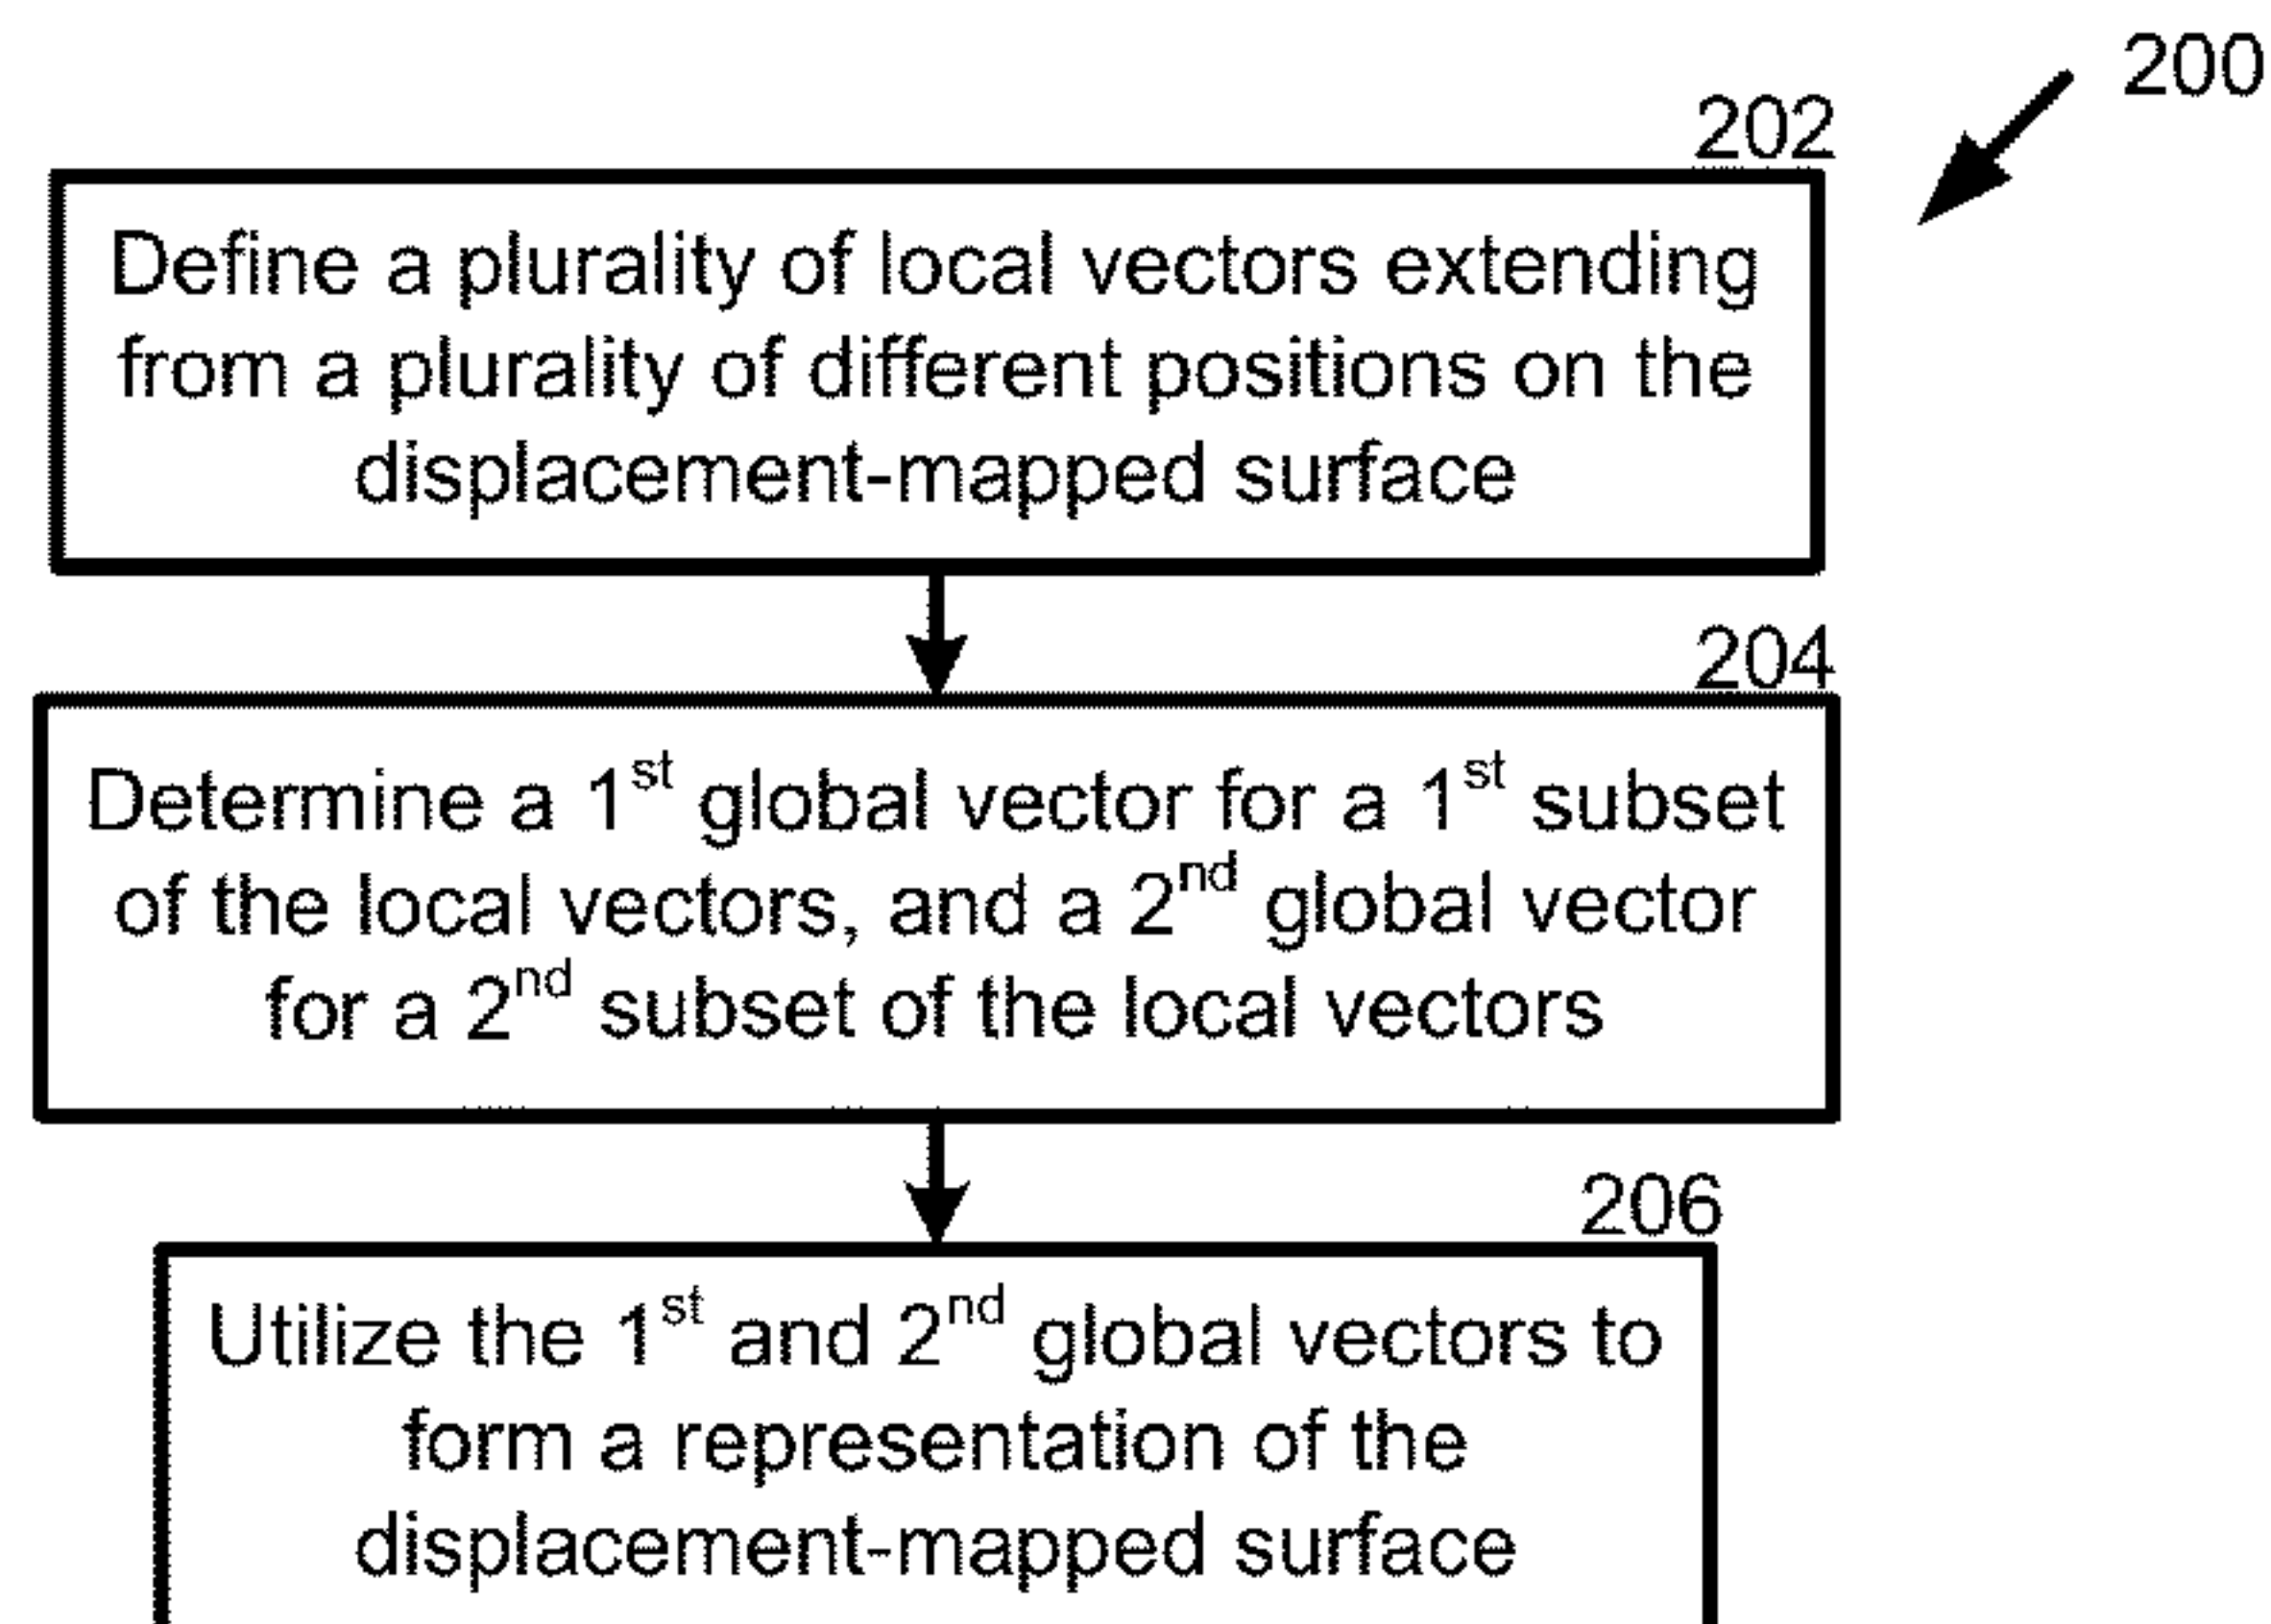 200
202
Define a plurality of local vectors extending
from a plurality of different positions on the
displacement-mapped surface
204
Determine a 1st global vector for a 1st subset
of the local vectors, and a 2nd global vector
for a 2nd subset of the local vectors
206
Utilize the 1st and 2nd global vectors to
form a representation of the
displacement-mapped surface